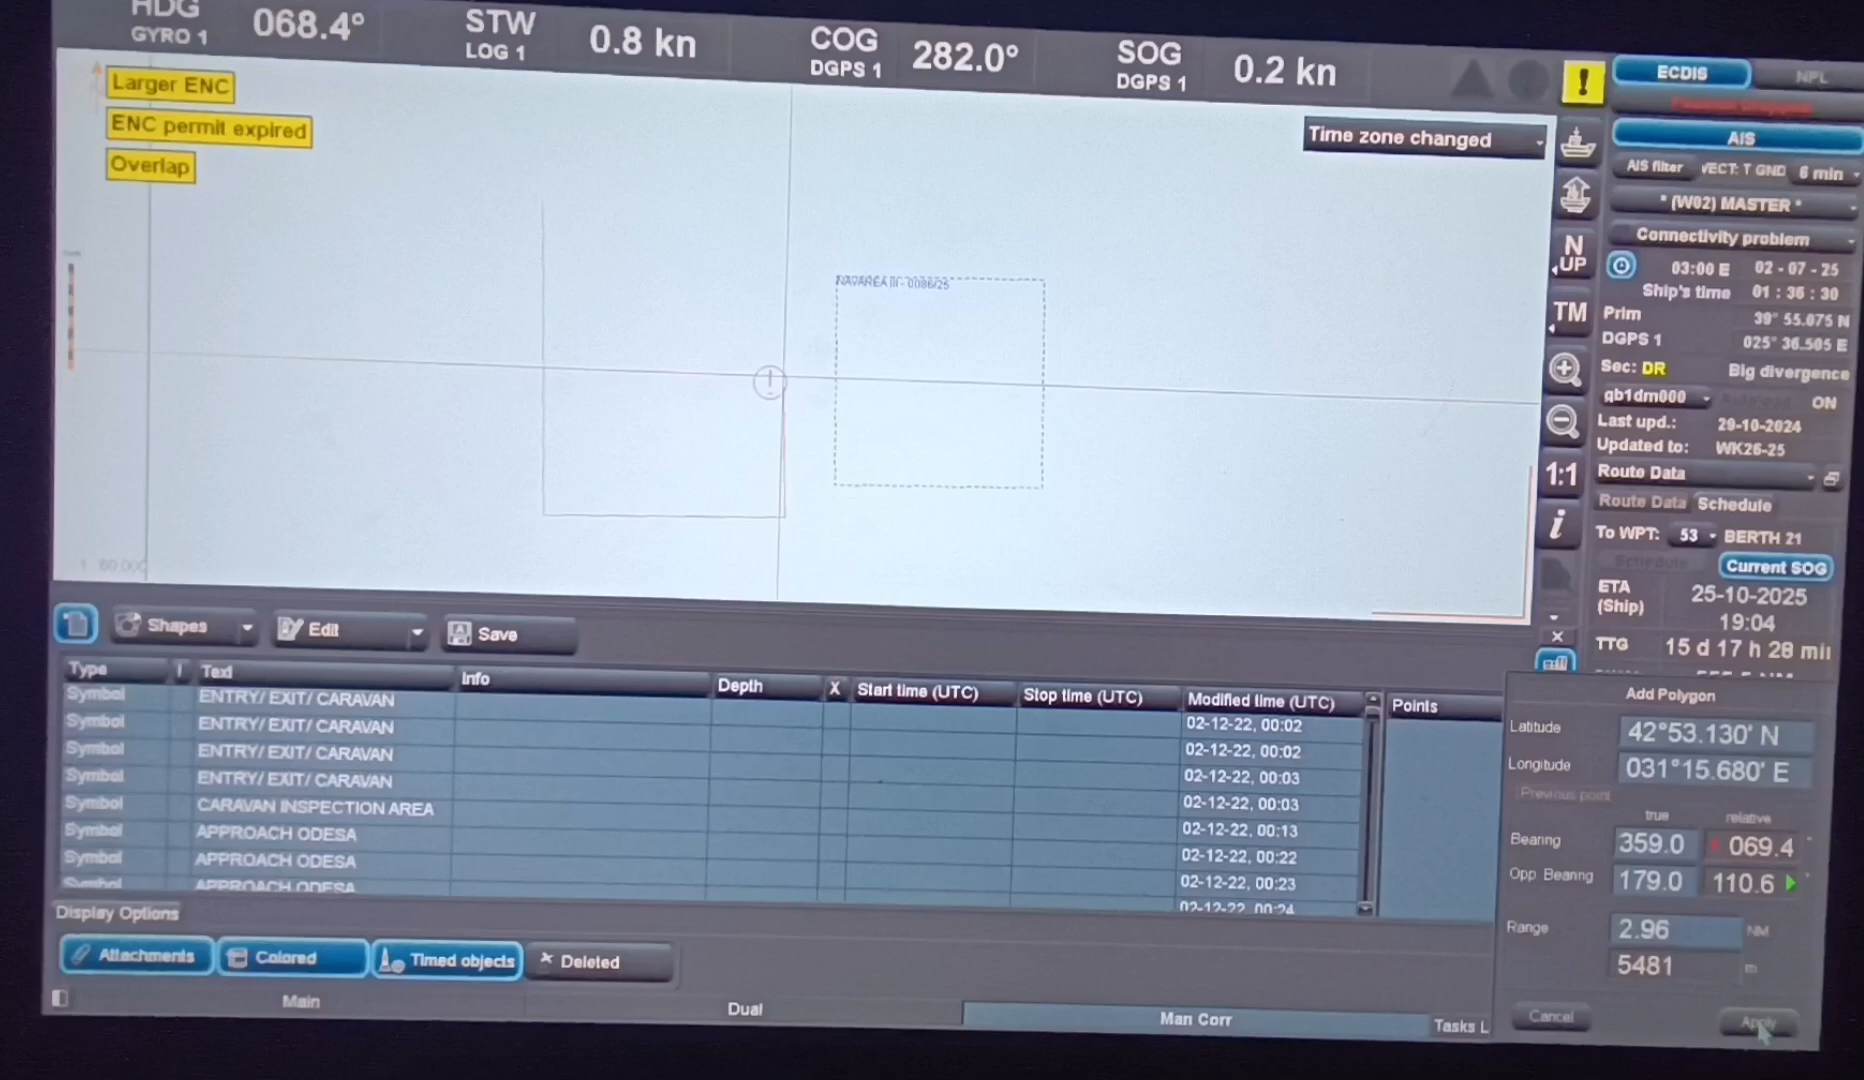 HDG
GYRO 1
068.4°
STW
LOG 1
0.8 kn
COG
DGPS 1
282.0°
SOG
DGPS 1
0.2 kn
Larger ENC
ENC permit expired
Overlap
Time zone changed
NAVAREA III - 0086/25
N
UP
TM
1:1
i
ECDIS
AIS
AIS filter
VECT: T GND
6 min
* (W02) MASTER *
Connectivity problem
03:00 E
02 - 07 - 25
Ship's time
01 : 36 : 30
Prim
39° 55.075 N
DGPS 1
025° 36.505 E
Sec: DR
Big divergence
gb1dm000
ON
Last upd.:
29-10-2024
Updated to:
WK26-25
Route Data
Route Data
Schedule
To WPT:
53
BERTH 21
Schedule
Current SOG
ETA
(Ship)
25-10-2025
19:04
TTG
15 d 17 h 28 min
Shapes
Edit
Save
Type
Text
Info
Depth
X
Start time (UTC)
Stop time (UTC)
Modified time (UTC)
Points
Symbol ENTRY/ EXIT/ CARAVAN 02-12-22, 00:02
Symbol ENTRY/ EXIT/ CARAVAN 02-12-22, 00:02
Symbol ENTRY/ EXIT/ CARAVAN 02-12-22, 00:03
Symbol ENTRY/ EXIT/ CARAVAN 02-12-22, 00:03
Symbol CARAVAN INSPECTION AREA 02-12-22, 00:13
Symbol APPROACH ODESA 02-12-22, 00:22
Symbol APPROACH ODESA 02-12-22, 00:23
Symbol APPROACH ODESA 02-12-22, 00:24
Display Options
Attachments
Colored
Timed objects
Deleted
Main
Dual
Man Corr
Tasks L
Add Polygon
Latitude
42°53.130' N
Longitude
031°15.680' E
Previous point
true
relative
Bearing
359.0
069.4
°
Opp Bearing
179.0
110.6
°
Range
2.96
NM
5481
m
Cancel
Apply